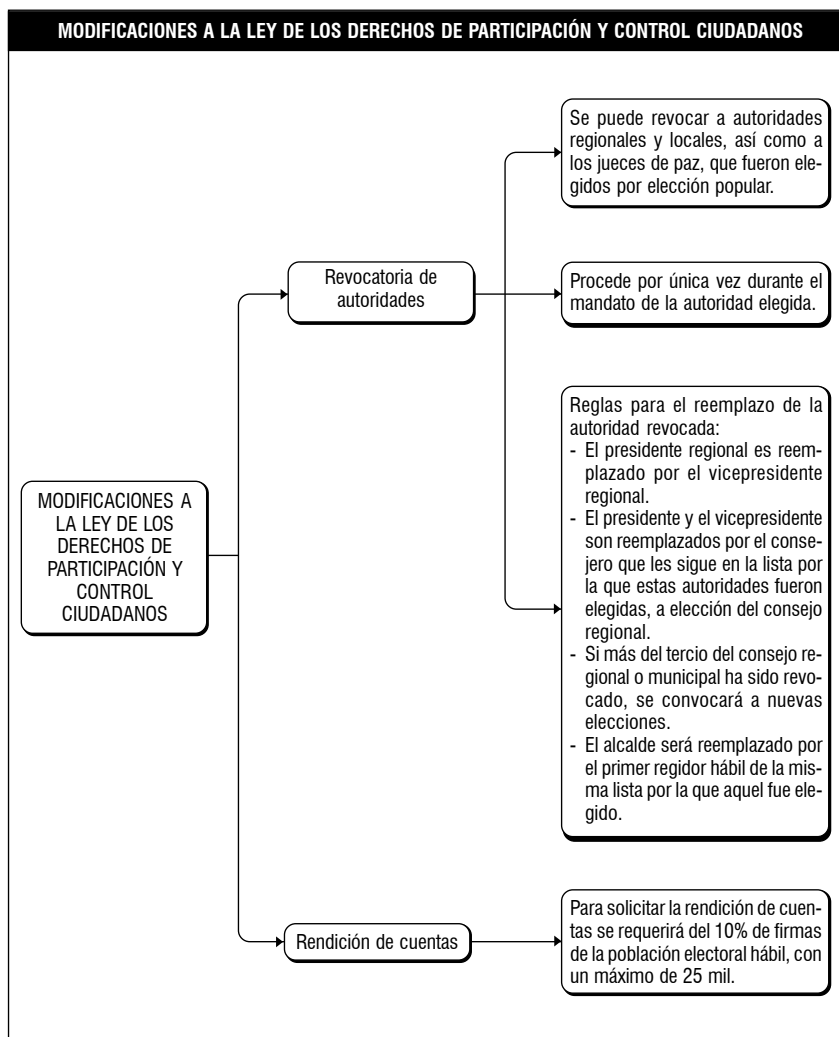 MODIFICACIONES A LA LEY DE LOS DERECHOS DE PARTICIPACIÓN Y CONTROL CIUDADANOS
MODIFICACIONES A
LA LEY DE LOS
DERECHOS DE
PARTICIPACIÓN Y
CONTROL
CIUDADANOS
Revocatoria de
autoridades
Se puede revocar a autoridades
regionales y locales, así como a
los jueces de paz, que fueron ele-
gidos por elección popular.
Procede por única vez durante el
mandato de la autoridad elegida.
Reglas para el reemplazo de la
autoridad revocada:
- El presidente regional es reem-
plazado por el vicepresidente
regional.
- El presidente y el vicepresidente
son reemplazados por el conse-
jero que les sigue en la lista por
la que estas autoridades fueron
elegidas, a elección del consejo
regional.
- Si más del tercio del consejo re-
gional o municipal ha sido revo-
cado, se convocará a nuevas
elecciones.
- El alcalde será reemplazado por
el primer regidor hábil de la mis-
ma lista por la que aquel fue ele-
gido.
Rendición de cuentas
Para solicitar la rendición de cuen-
tas se requerirá del 10% de firmas
de la población electoral hábil, con
un máximo de 25 mil.